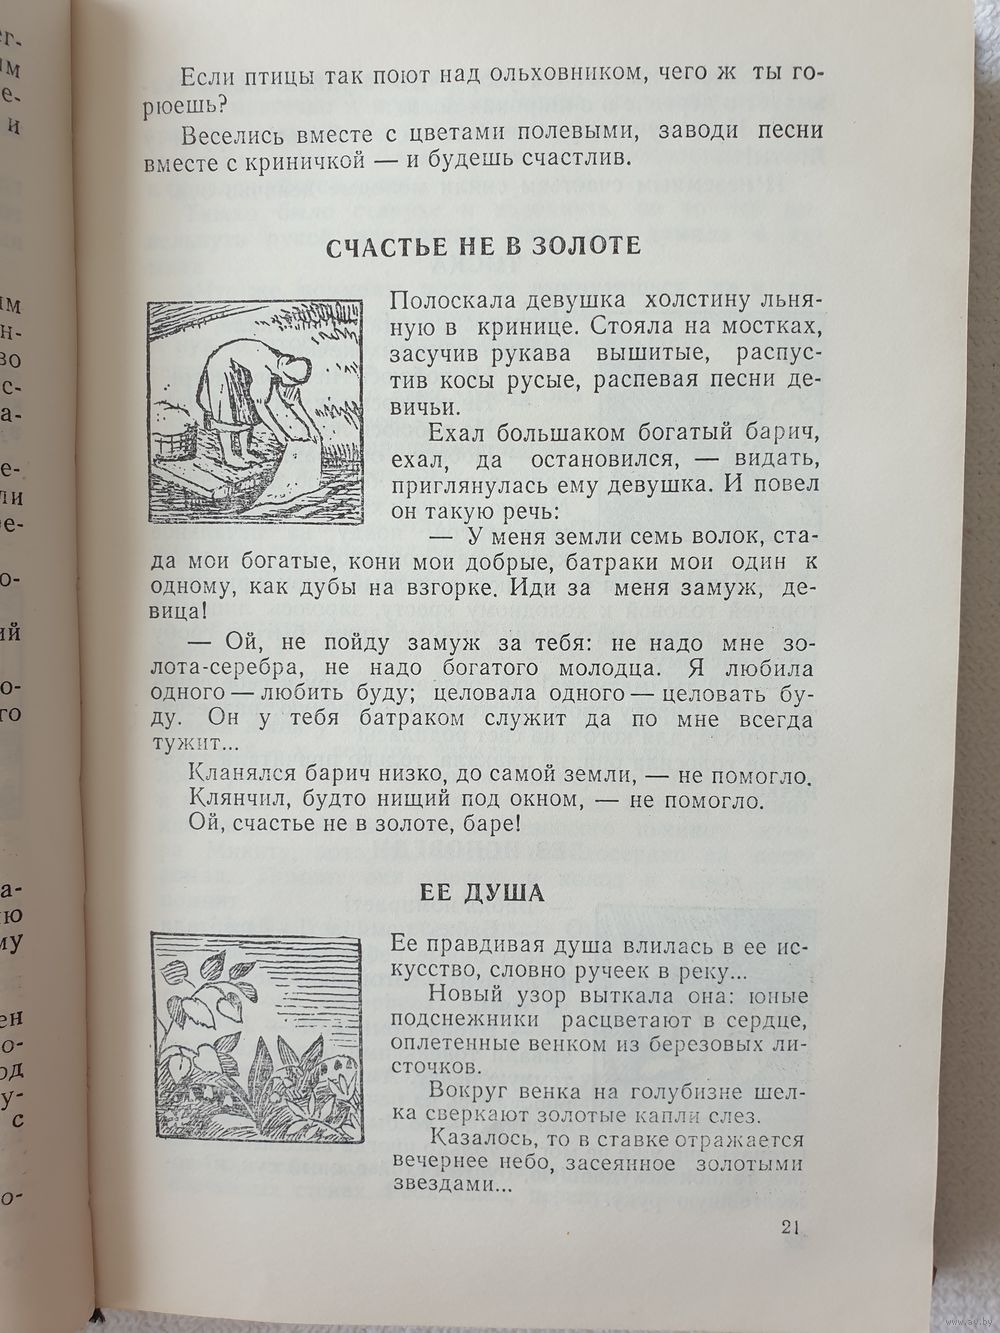 Если птицы так поют над ольховником, чего ж ты го-
рюешь?
Веселись вместе с цветами полевыми, заводи песни
вместе с криничкой — и будешь счастлив.
СЧАСТЬЕ НЕ В ЗОЛОТЕ
Полоскала девушка холстину льня-
ную в кринице. Стояла на мостках,
засучив рукава вышитые, распус-
тив косы русые, распевая песни де-
вичьи.
Ехал большаком богатый барич,
ехал, да остановился, — видать,
приглянулась ему девушка. И повел
он такую речь:
— У меня земли семь волок, ста-
да мои богатые, кони мои добрые, батраки мои один к
одному, как дубы на взгорке. Иди за меня замуж, де-
вица!
— Ой, не пойду замуж за тебя: не надо мне зо-
лота-серебра, не надо богатого молодца. Я любила
одного — любить буду; целовала одного — целовать бу-
ду. Он у тебя батраком служит да по мне всегда
тужит...
Кланялся барич низко, до самой земли, — не помогло.
Клянчил, будто нищий под окном, — не помогло.
Ой, счастье не в золоте, баре!
ЕЕ ДУША
Ее правдивая душа влилась в ее ис-
кусство, словно ручеек в реку...
Новый узор выткала она: юные
подснежники расцветают в сердце,
оплетенные венком из березовых ли-
сточков.
Вокруг венка на голубизне шел-
ка сверкают золотые капли слез.
Казалось, то в ставке отражается
вечернее небо, засеянное золотыми
звездами...
21
www.ay.by